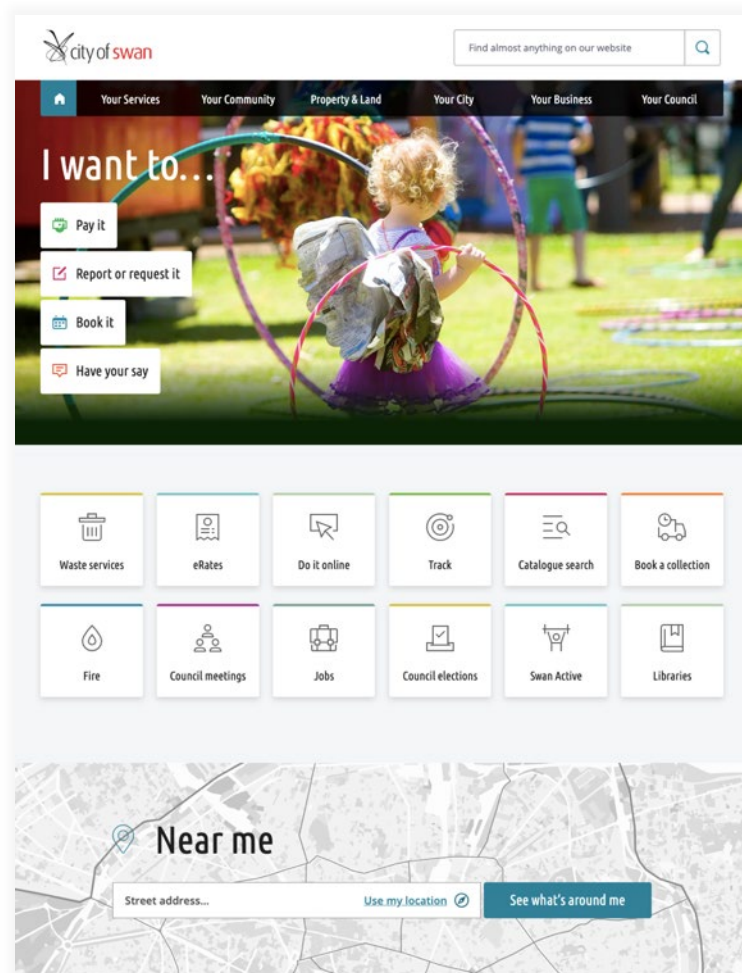 city of swan
Find almost anything on our website
Your Services Your Community Property & Land Your City Your Business Your Council
I want to...
Pay it
Report or request it
Book it
Have your say
Waste services eRates Do it online Track Catalogue search Book a collection
Fire Council meetings Jobs Council elections Swan Active Libraries
Near me
Street address... Use my location See what's around me